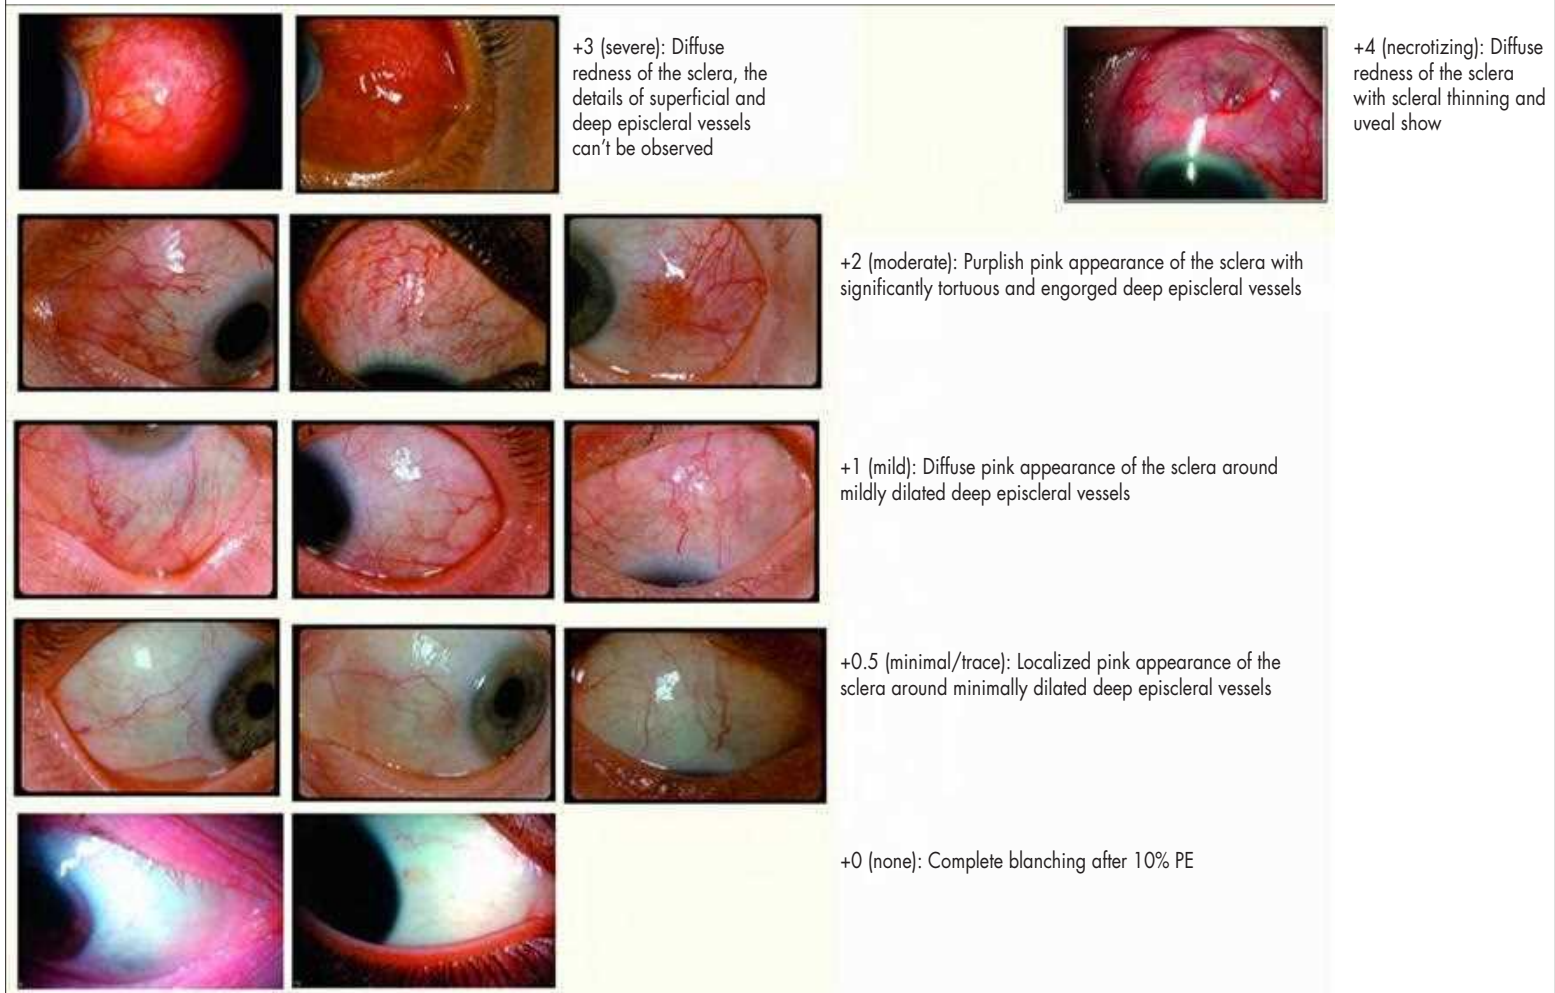 +3 (severe): Diffuse
redness of the sclera, the
details of superficial and
deep episcleral vessels
can't be observed
+4 (necrotizing): Diffuse
redness of the sclera
with scleral thinning and
uveal show
+2 (moderate): Purplish pink appearance of the sclera with
significantly tortuous and engorged deep episcleral vessels
+1 (mild): Diffuse pink appearance of the sclera around
mildly dilated deep episcleral vessels
+0.5 (minimal/trace): Localized pink appearance of the
sclera around minimally dilated deep episcleral vessels
+0 (none): Complete blanching after 10% PE